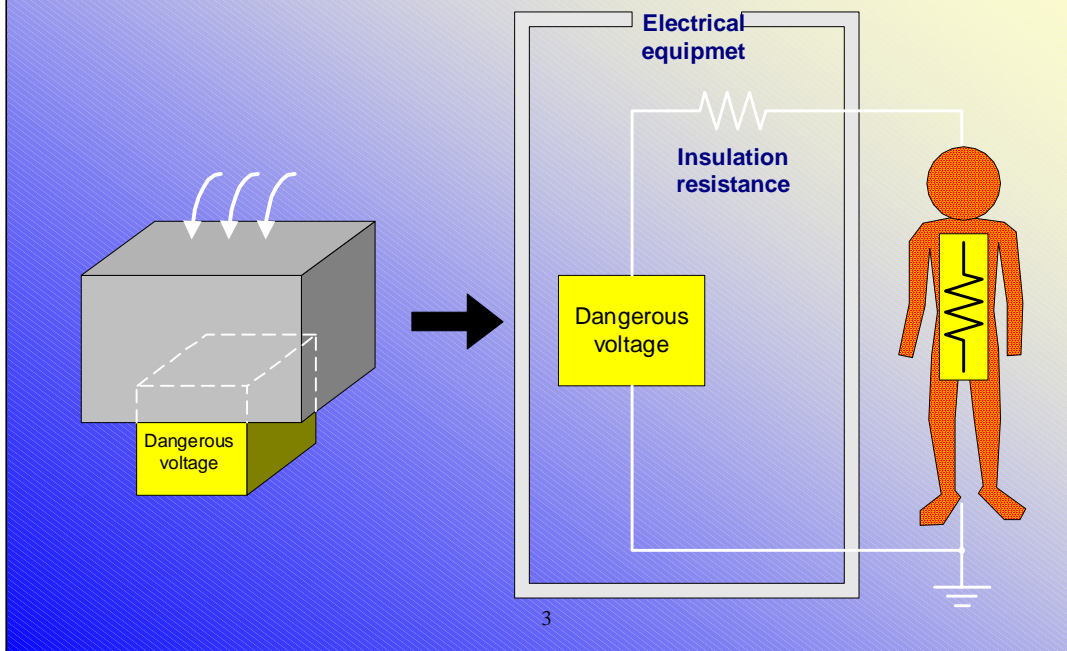 Electrical
equipmet
Insulation
resistance
Dangerous
voltage
Dangerous
voltage
3